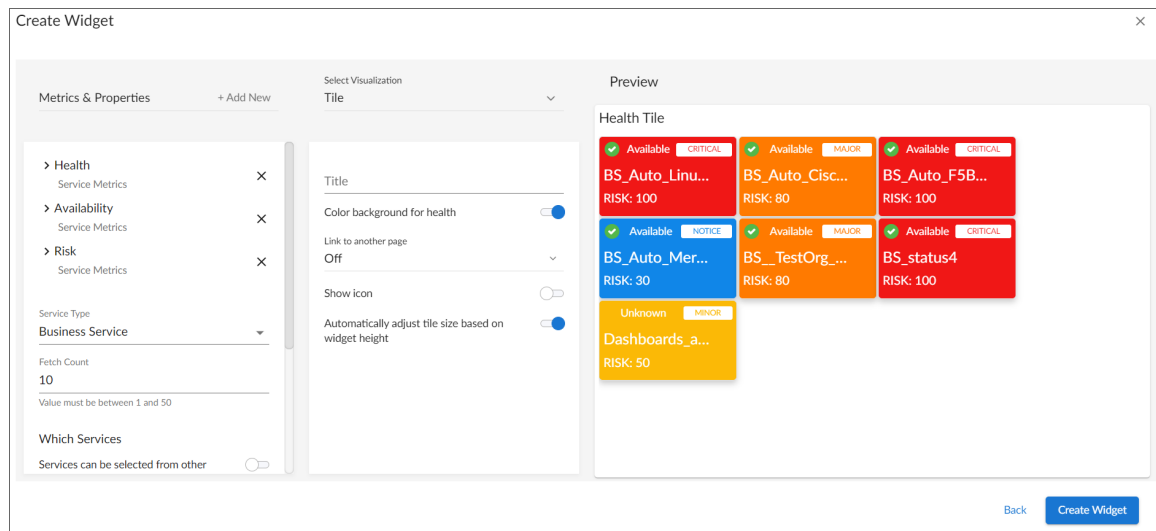 Create Widget
Metrics & Properties
+ Add New
Health
Service Metrics
Availability
Service Metrics
Risk
Service Metrics
Service Type
Business Service
Fetch Count
10
Value must be between 1 and 50
Which Services
Services can be selected from other
Select Visualization
Tile
Title
Color background for health
Link to another page
Off
Show icon
Automatically adjust tile size based on
widget height
Preview
Health Tile
Available CRITICAL
BS_Auto_Linu...
RISK: 100
Available MAJOR
BS_Auto_Cisc...
RISK: 80
Available CRITICAL
BS_Auto_F5B...
RISK: 100
Available NOTICE
BS_Auto_Mer...
RISK: 30
Available MAJOR
BS__TestOrg_...
RISK: 80
Available CRITICAL
BS_status4
RISK: 100
Unknown MINOR
Dashboards_a...
RISK: 50
Back
Create Widget